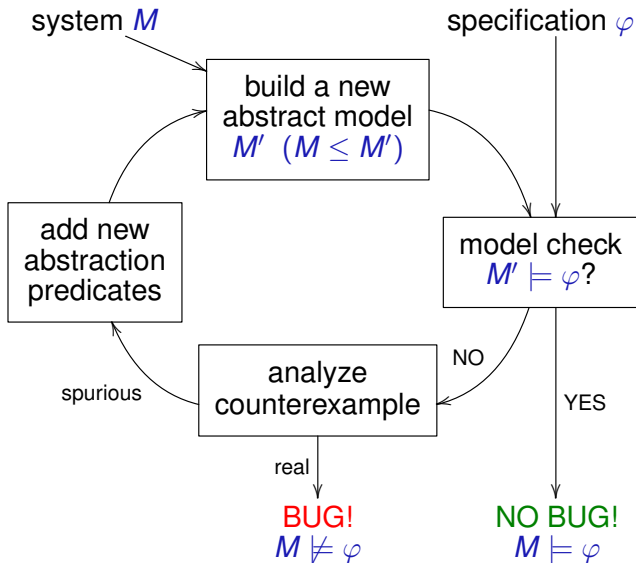 system M
specification φ
build a new
abstract model
M′ (M ≤ M′)
add new
abstraction
predicates
model check
M′ ⊨ φ?
NO
analyze
counterexample
spurious
YES
real
BUG!
M ⊭ φ
NO BUG!
M ⊨ φ